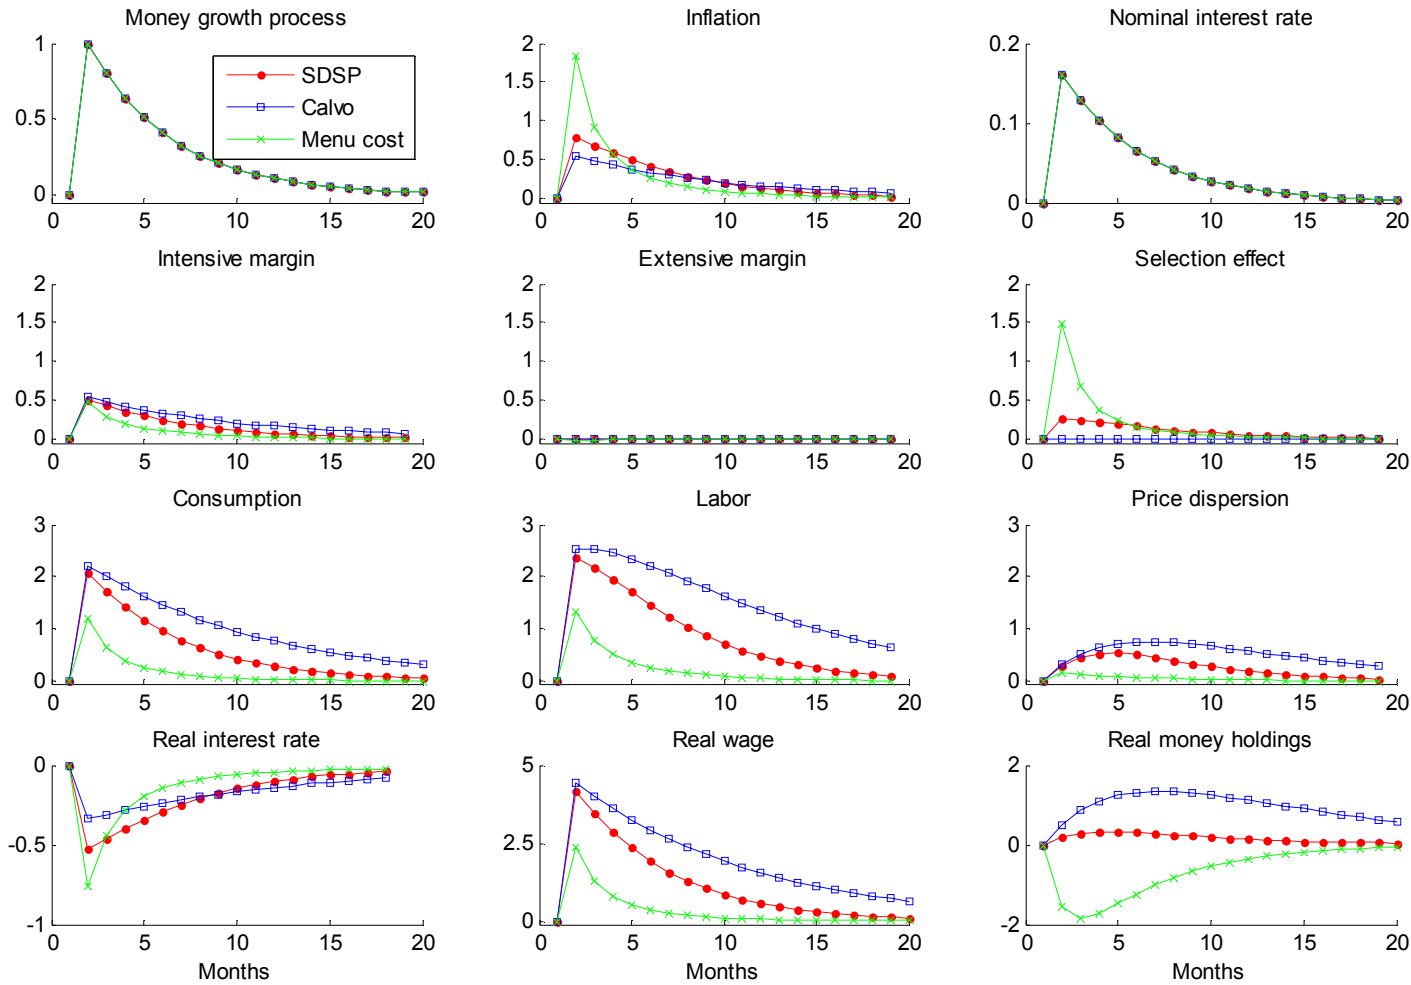 Money growth process
Inflation
Nominal interest rate
1
0.5
0
0 5 10 15 20
SDSP
Calvo
Menu cost
2
1.5
1
0.5
0
0 5 10 15 20
0.2
0.1
0
0 5 10 15 20
Intensive margin
Extensive margin
Selection effect
2
1.5
1
0.5
0
0 5 10 15 20
2
1.5
1
0.5
0
0 5 10 15 20
2
1.5
1
0.5
0
0 5 10 15 20
Consumption
Labor
Price dispersion
3
2
1
0
0 5 10 15 20
3
2
1
0
0 5 10 15 20
3
2
1
0
0 5 10 15 20
Real interest rate
Real wage
Real money holdings
0
-0.5
-1
0 5 10 15 20
Months
5
2.5
0
0 5 10 15 20
Months
2
0
-2
0 5 10 15 20
Months